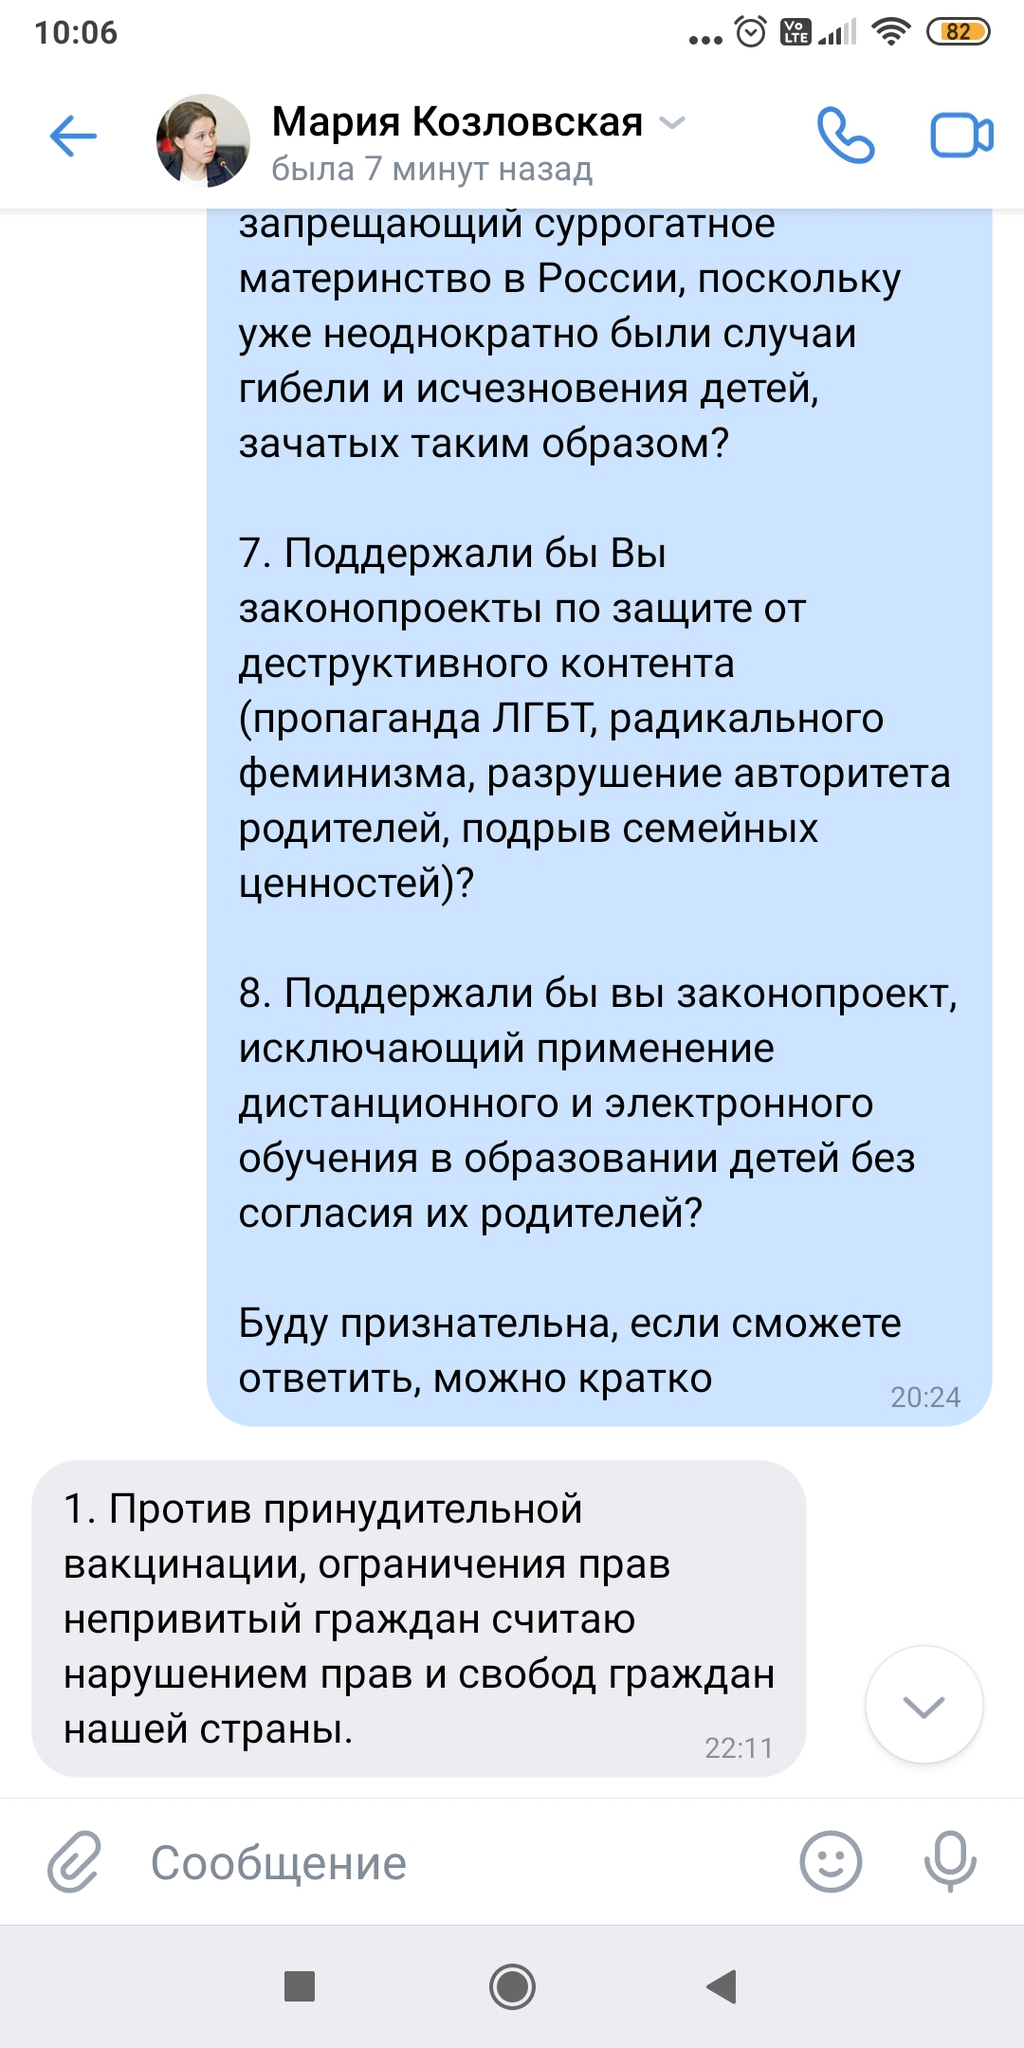 10:06
Vo
LTE
82
Мария Козловская
была 7 минут назад
запрещающий суррогатное
материнство в России, поскольку
уже неоднократно были случаи
гибели и исчезновения детей,
зачатых таким образом?
7. Поддержали бы Вы
законопроекты по защите от
деструктивного контента
(пропаганда ЛГБТ, радикального
феминизма, разрушение авторитета
родителей, подрыв семейных
ценностей)?
8. Поддержали бы вы законопроект,
исключающий применение
дистанционного и электронного
обучения в образовании детей без
согласия их родителей?
Буду признательна, если сможете
ответить, можно кратко
20:24
1. Против принудительной
вакцинации, ограничения прав
непривитый граждан считаю
нарушением прав и свобод граждан
нашей страны.
22:11
Сообщение